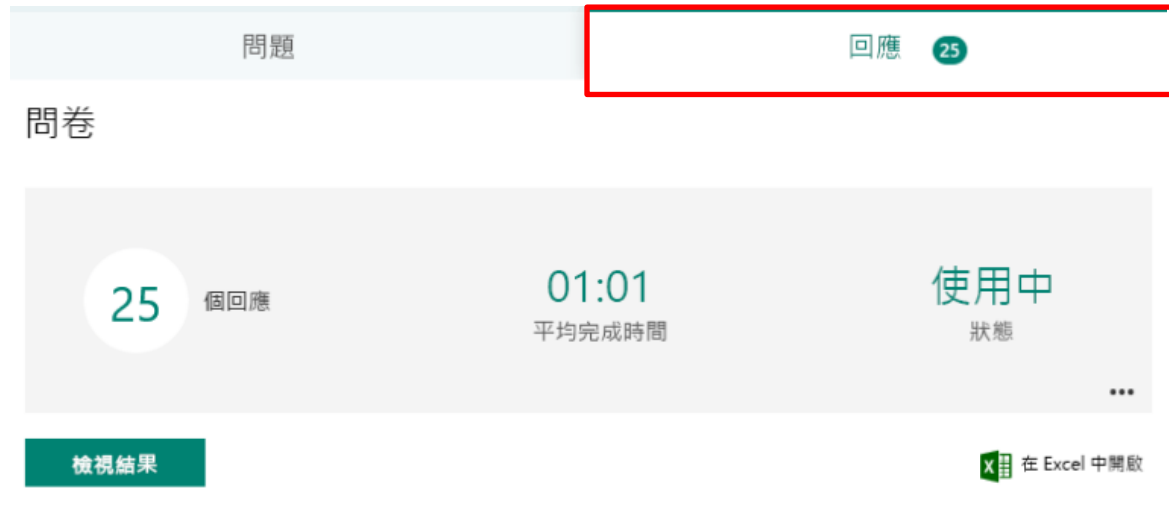 問題
回應 25
問卷
25 個回應
01:01
平均完成時間
使用中
狀態
...
檢視結果
在 Excel 中開啟